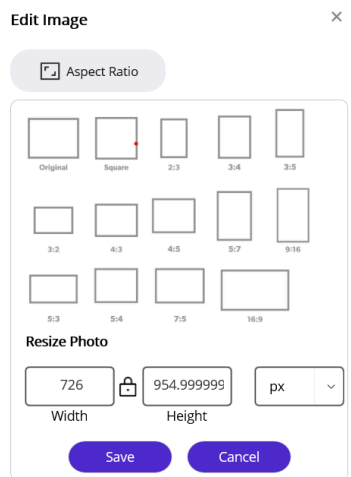 Edit Image
Aspect Ratio
Original Square 2:3 3:4 3:5
3:2 4:3 4:5 5:7 9:16
5:3 5:4 7:5 16:9
Resize Photo
726 954.999999 px
Width Height
Save Cancel